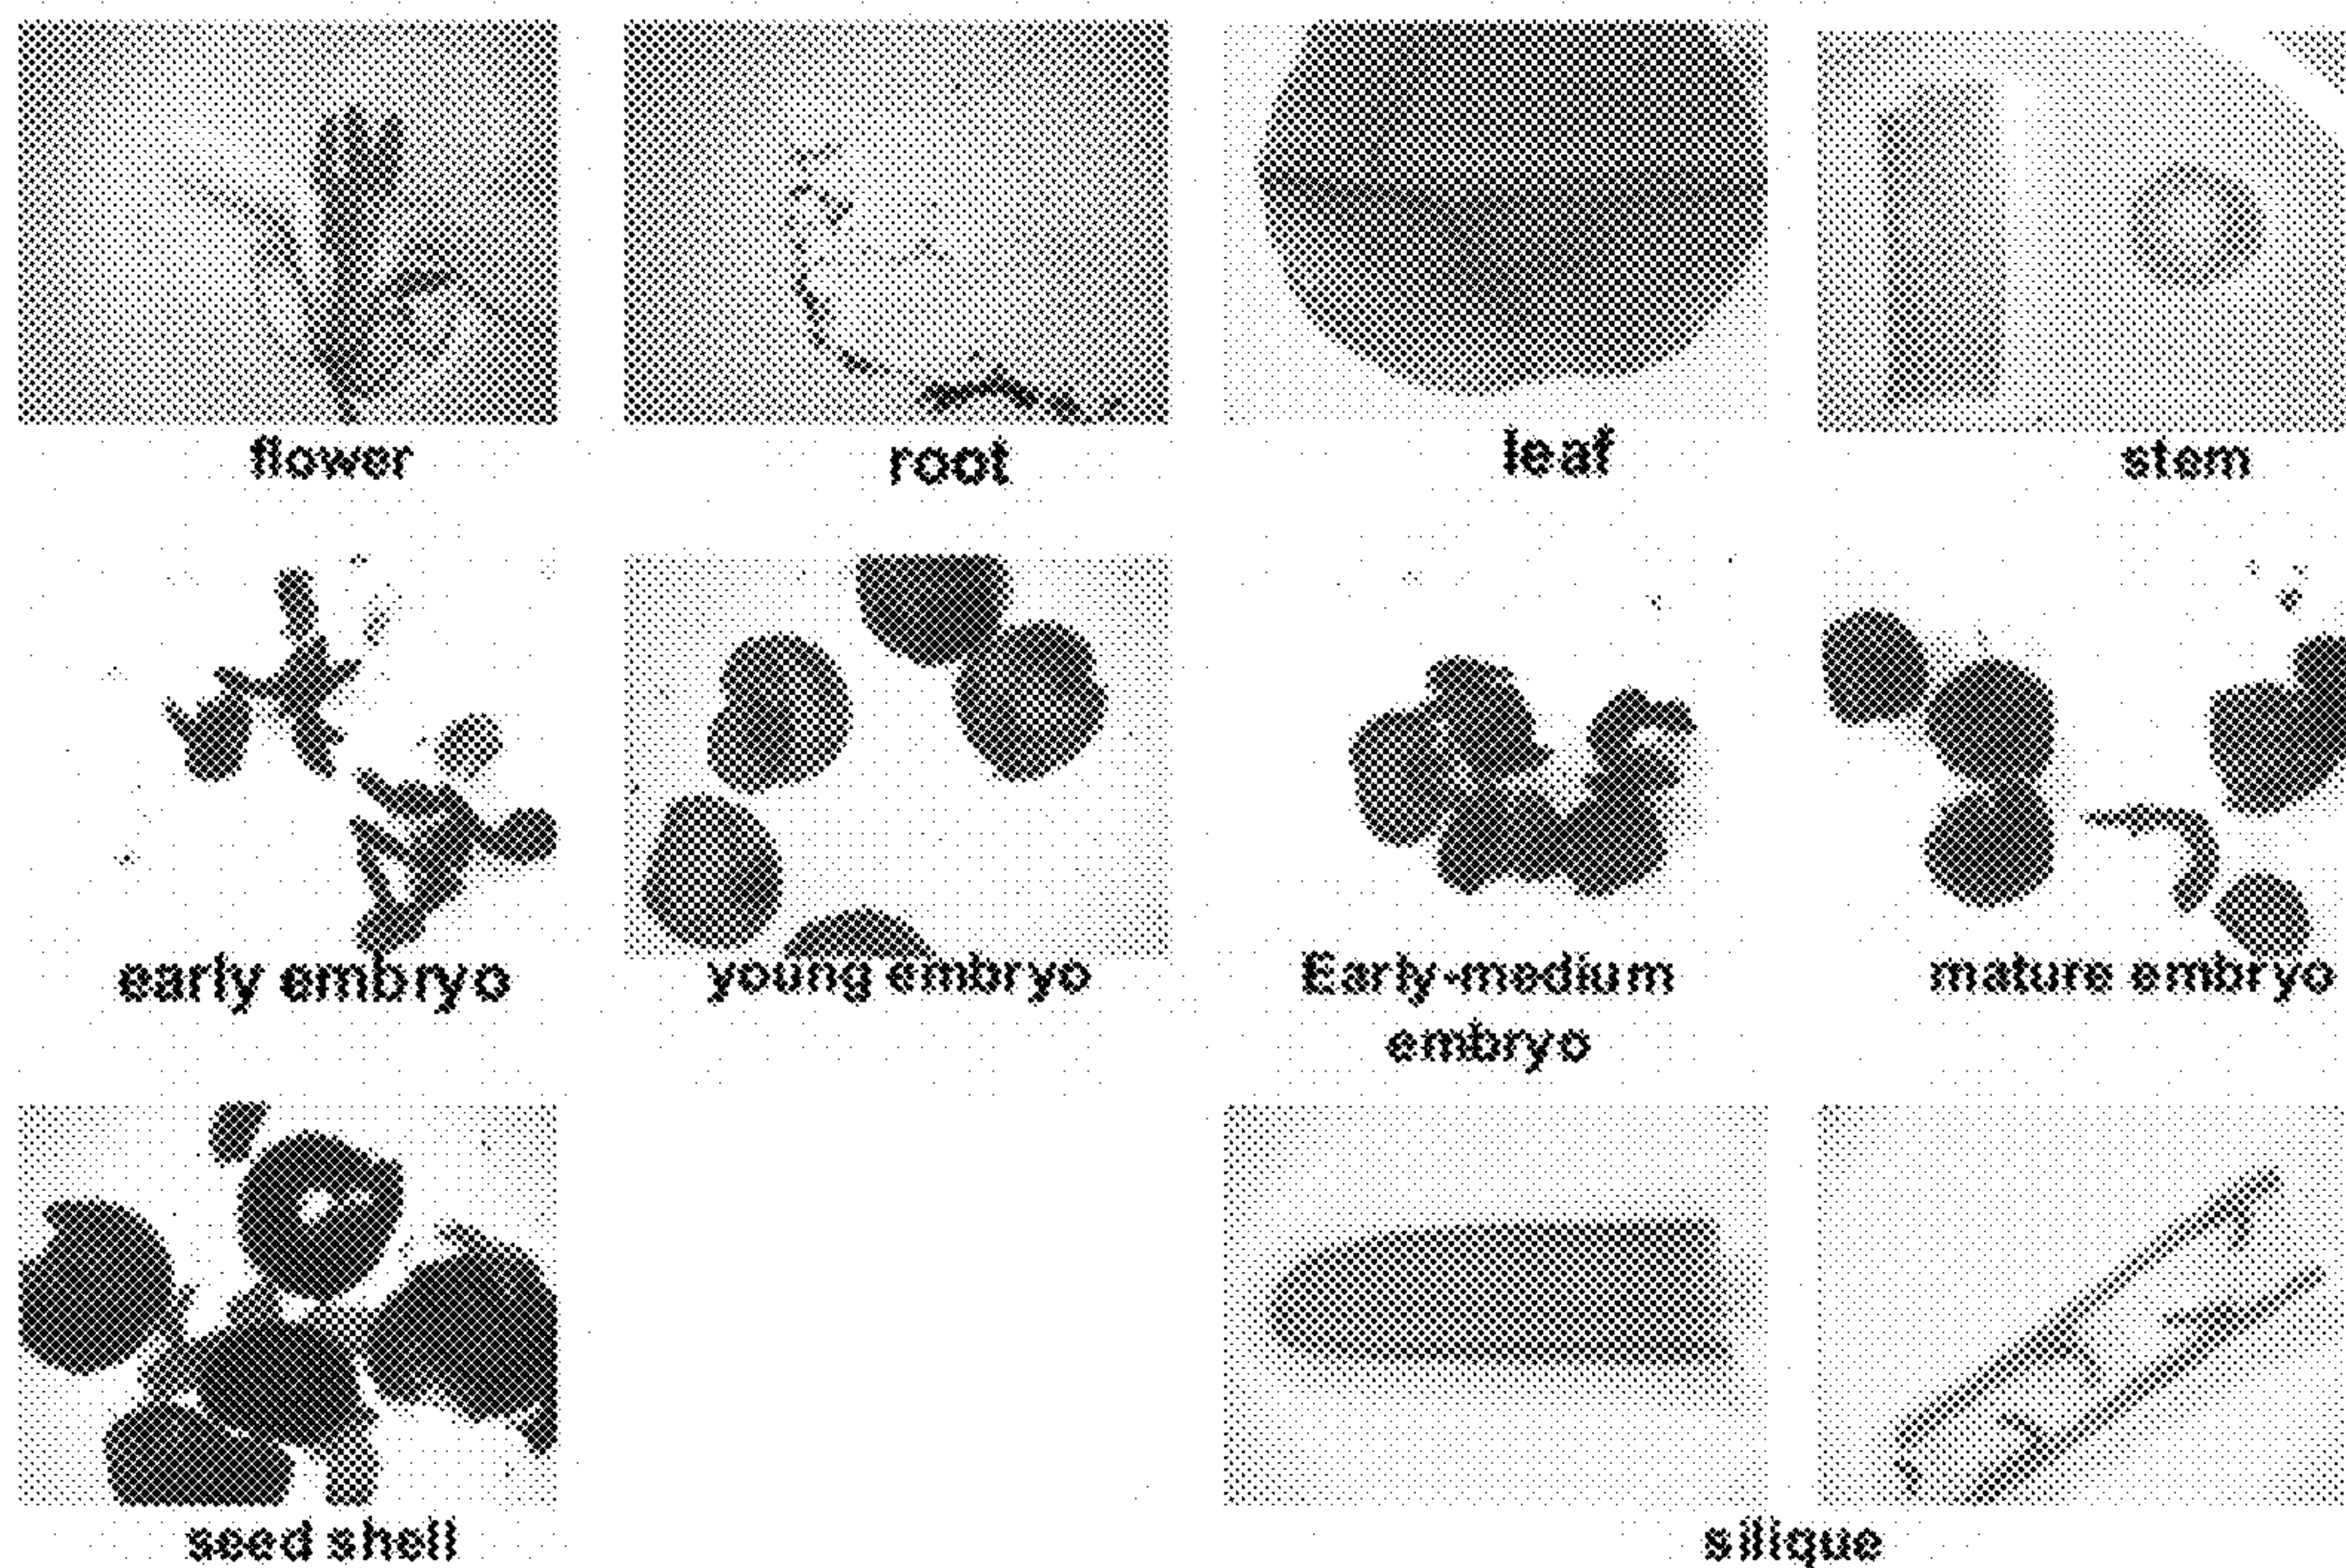 flower
root
leaf
stem
early embryo
young embryo
Early-medium
embryo
mature embryo
seed shell
silique